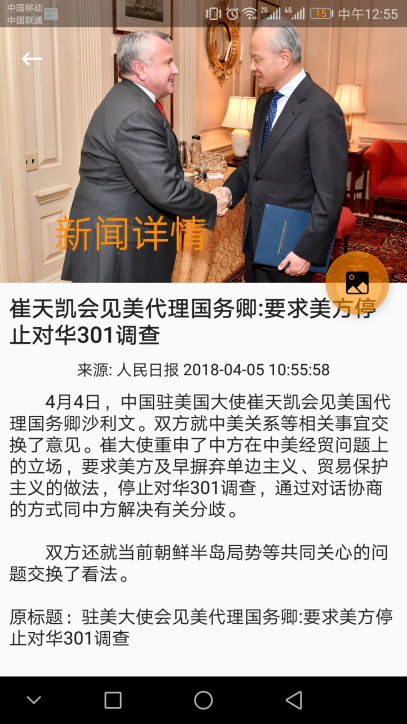 中国移动
中国联通
2G 4G 15 中午12:55
新闻详情
崔天凯会见美代理国务卿:要求美方停
止对华301调查
来源: 人民日报 2018-04-05 10:55:58
4月4日，中国驻美国大使崔天凯会见美国代
理国务卿沙利文。双方就中美关系等相关事宜交
换了意见。崔大使重申了中方在中美经贸问题上
的立场，要求美方及早摒弃单边主义、贸易保护
主义的做法，停止对华301调查，通过对话协商
的方式同中方解决有关分歧。
双方还就当前朝鲜半岛局势等共同关心的问
题交换了看法。
原标题：驻美大使会见美代理国务卿:要求美方停
止对华301调查